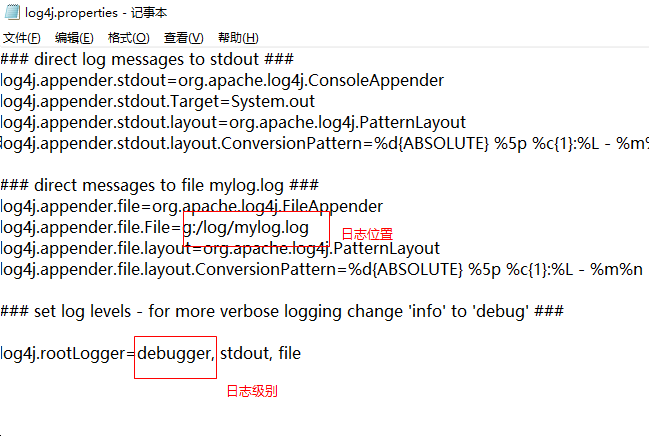 log4j.properties - 记事本
文件(F) 编辑(E) 格式(O) 查看(V) 帮助(H)
### direct log messages to stdout ###
log4j.appender.stdout=org.apache.log4j.ConsoleAppender
log4j.appender.stdout.Target=System.out
log4j.appender.stdout.layout=org.apache.log4j.PatternLayout
log4j.appender.stdout.layout.ConversionPattern=%d{ABSOLUTE} %5p %c{1}:%L - %m%
### direct messages to file mylog.log ###
log4j.appender.file=org.apache.log4j.FileAppender
log4j.appender.file.File=g:/log/mylog.log
日志位置
log4j.appender.file.layout=org.apache.log4j.PatternLayout
log4j.appender.file.layout.ConversionPattern=%d{ABSOLUTE} %5p %c{1}:%L - %m%n
### set log levels - for more verbose logging change 'info' to 'debug' ###
log4j.rootLogger=debugger, stdout, file
日志级别